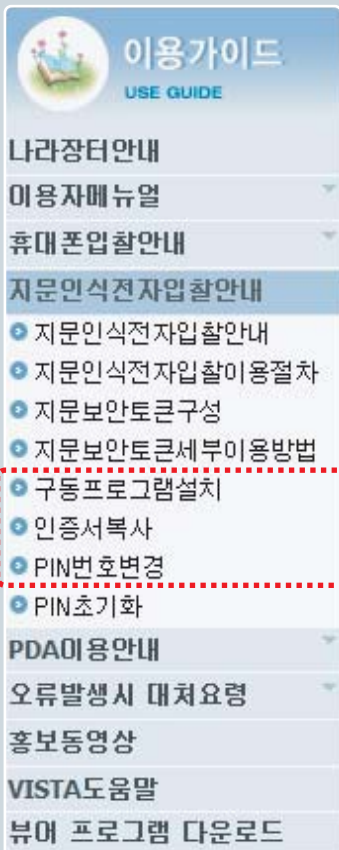 이용가이드
USE GUIDE
나라장터안내
이용자메뉴얼
휴대폰입찰안내
지문인식전자입찰안내
지문인식전자입찰안내
지문인식전자입찰이용절차
지문보안토큰구성
지문보안토큰세부이용방법
구동프로그램설치
인증서복사
PIN번호변경
PIN초기화
PDA이용안내
오류발생시 대처요령
홍보동영상
VISTA도움말
뷰어 프로그램 다운로드